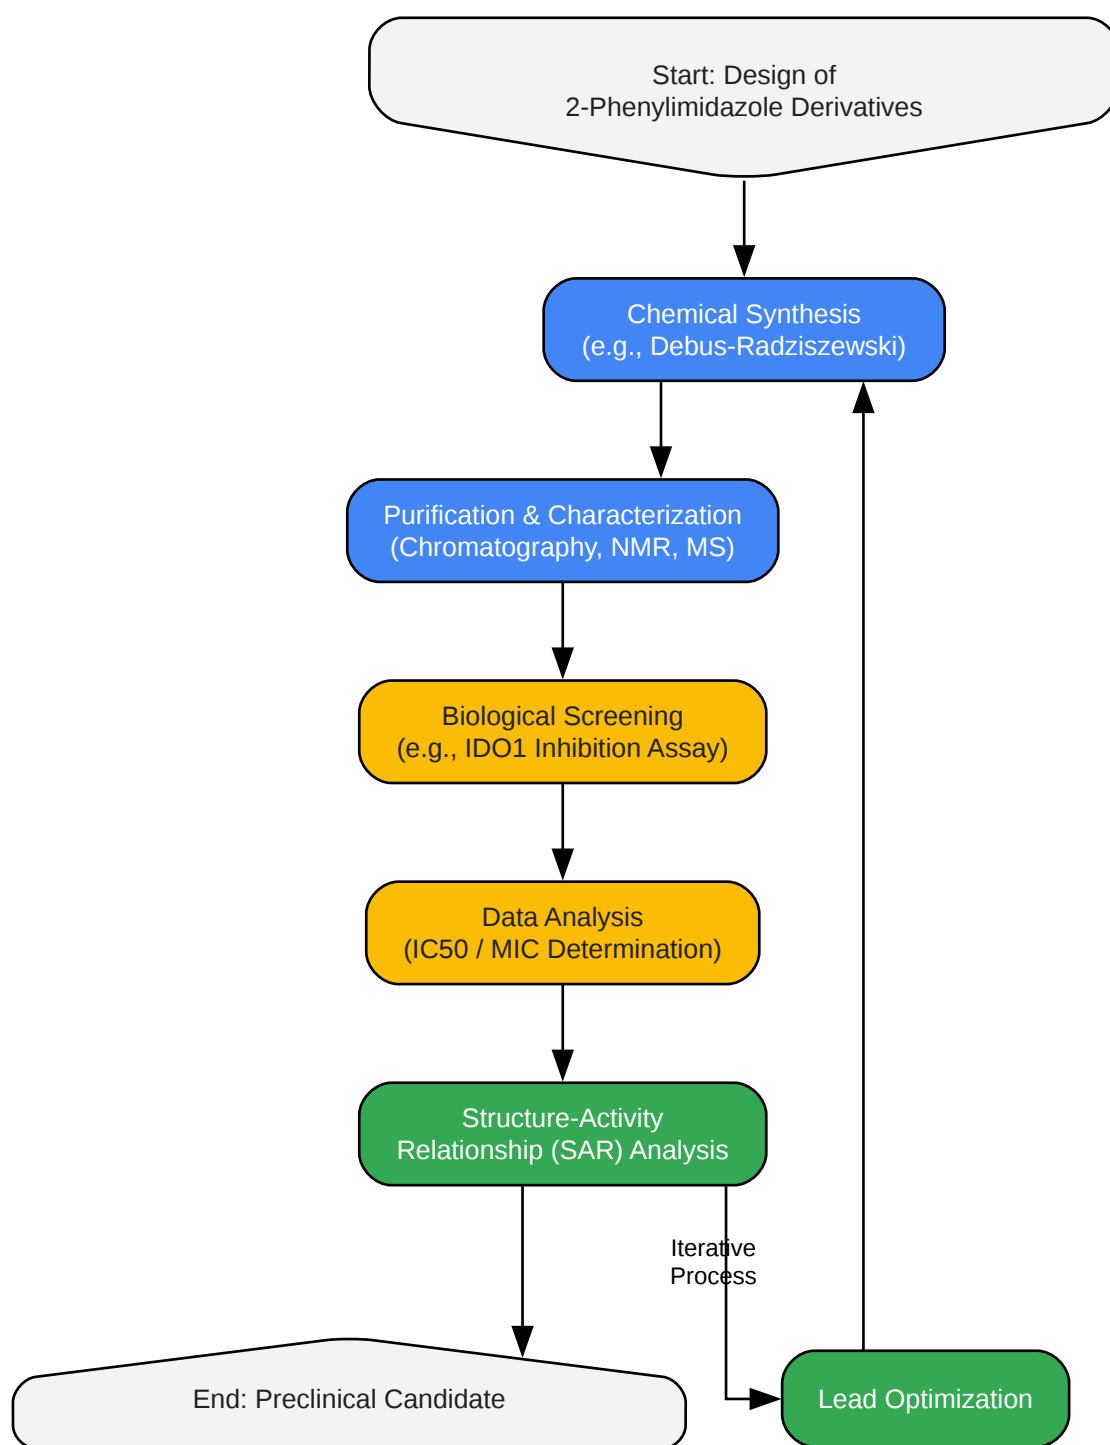 Start: Design of
2-Phenylimidazole Derivatives
Chemical Synthesis
(e.g., Debus-Radziszewski)
Purification & Characterization
(Chromatography, NMR, MS)
Biological Screening
(e.g., IDO1 Inhibition Assay)
Data Analysis
(IC50 / MIC Determination)
Structure-Activity
Relationship (SAR) Analysis
Iterative
Process
End: Preclinical Candidate
Lead Optimization